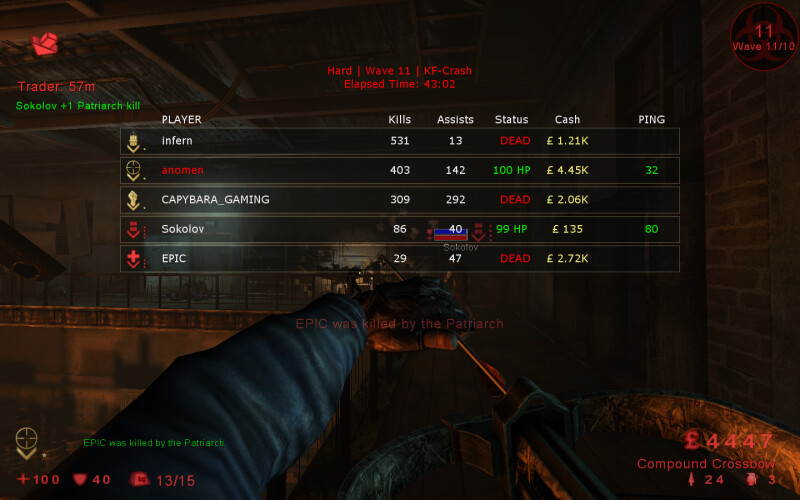 11
Wave 11/10
Hard | Wave 11 | KF-Crash
Elapsed Time: 43:02
Trader: 57m
Sokolov +1 Patriarch kill
PLAYER Kills Assists Status Cash PING
infern 531 13 DEAD £ 1.21K
anomen 403 142 100 HP £ 4.45K 32
CAPYBARA_GAMING 309 292 DEAD £ 2.06K
Sokolov 86 40 99 HP £ 135 80
Sokolov
EPIC 29 47 DEAD £ 2.72K
EPIC was killed by the Patriarch
EPIC was killed by the Patriarch
£4447
Compound Crossbow
100 40 13/15 24 3